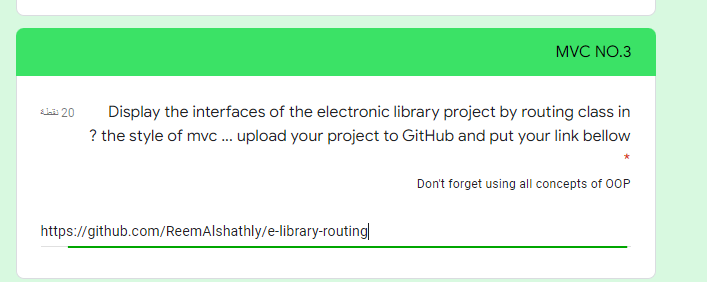 MVC NO.3
Display the interfaces of the electronic library project by routing class in
? the style of mvc ... upload your project to GitHub and put your link bellow
*
20 نقطة
Don't forget using all concepts of OOP
https://github.com/ReemAlshathly/e-library-routing